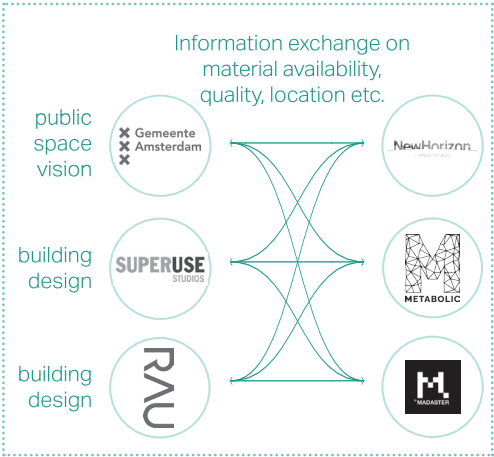 Information exchange on
material availability,
quality, location etc.
public
space
vision
Gemeente
Amsterdam
NewHorizon
building
design
SUPERUSE
STUDIOS
METABOLIC
building
design
RAU
MADASTER